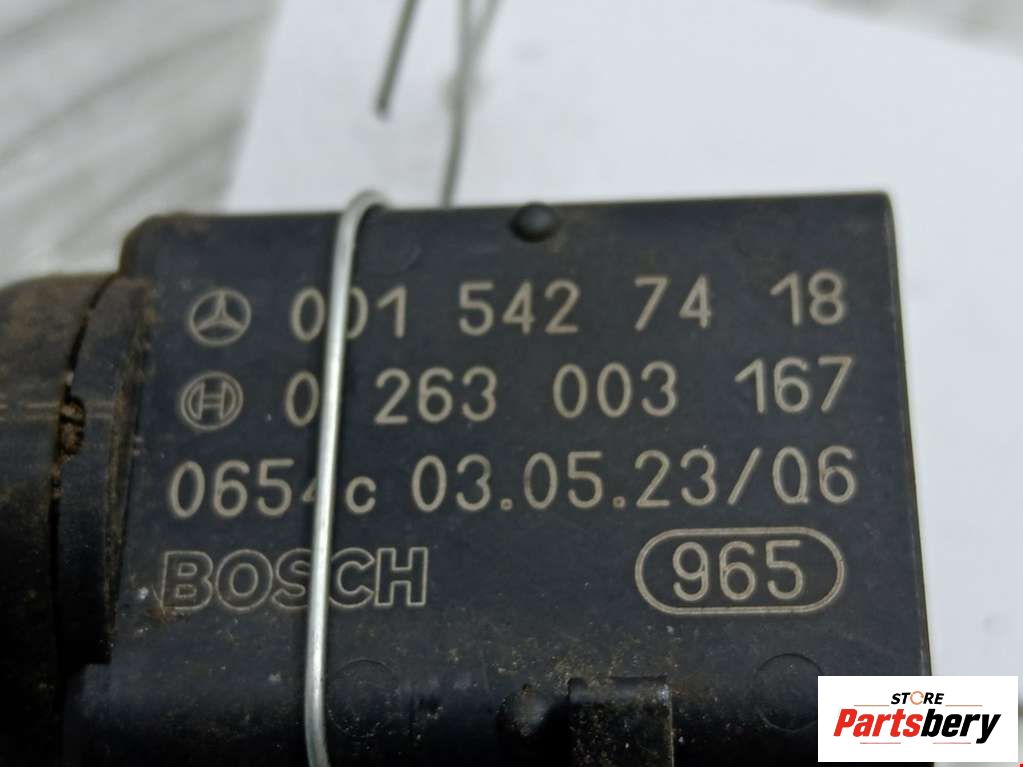 001 542 74 18
0 263 003 167
0654c 03.05.23/06
BOSCH 965
STORE
Partsbery